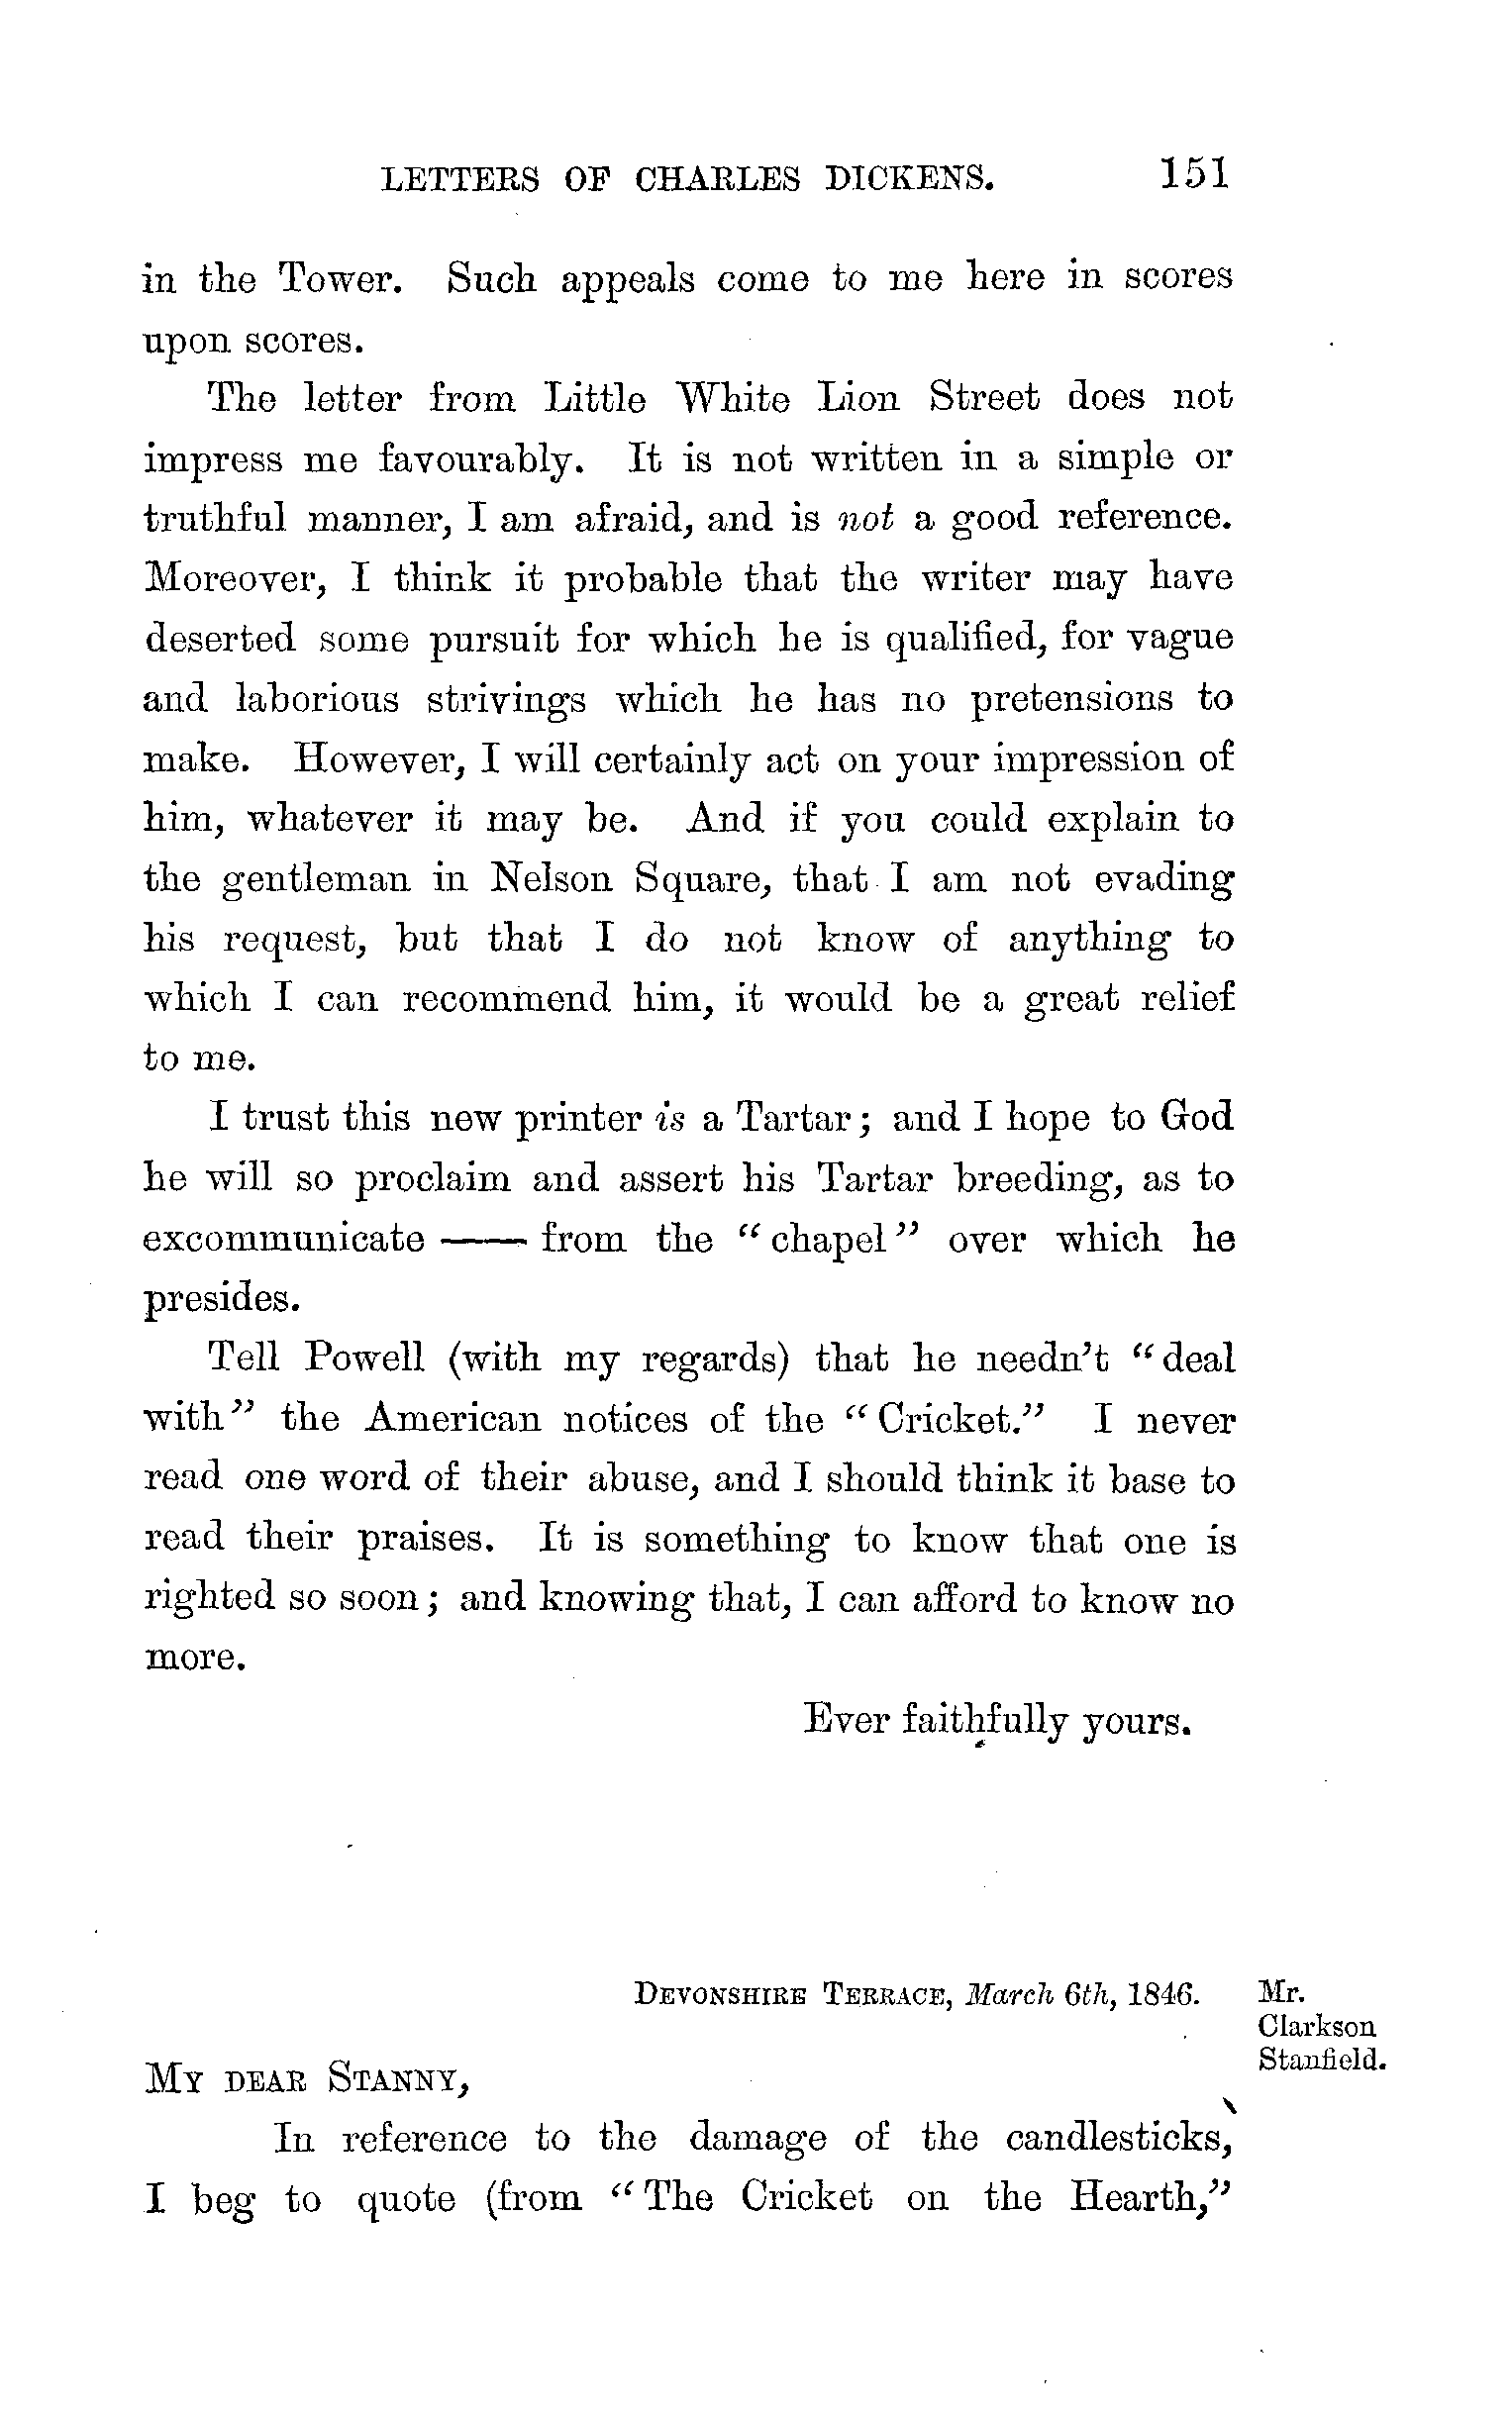 LETTERS OF CHARLES DICKENS. 151
in the Tower. Such appeals come to me here in scores
upon scores.
The letter from Little White Lion Street does not
impress me favourably. It is not written in a simple or
truthful manner, I am afraid, and is not a good reference.
Moreover, I think it probable that the writer may have
deserted some pursuit for which he is qualified, for vague
and laborious strivings which he has no pretensions to
make. However, I will certainly act on your impression of
him, whatever it may be. And if you could explain to
the gentleman in Nelson Square, that I am not evading
his request, but that I do not know of anything to
which I can recommend him, it would be a great relief
to me.
I trust this new printer is a Tartar; and I hope to God
he will so proclaim and assert his Tartar breeding, as to
excommunicate —— from the “chapel” over which he
presides.
Tell Powell (with my regards) that he needn’t “deal
with” the American notices of the “Cricket.” I never
read one word of their abuse, and I should think it base to
read their praises. It is something to know that one is
righted so soon; and knowing that, I can afford to know no
more.
Ever faithfully yours.
DEVONSHIRE TERRACE, March 6th, 1846.
Mr.
Clarkson
Stanfield.
MY DEAR STANNY,
In reference to the damage of the candlesticks,
I beg to quote (from “The Cricket on the Hearth,”